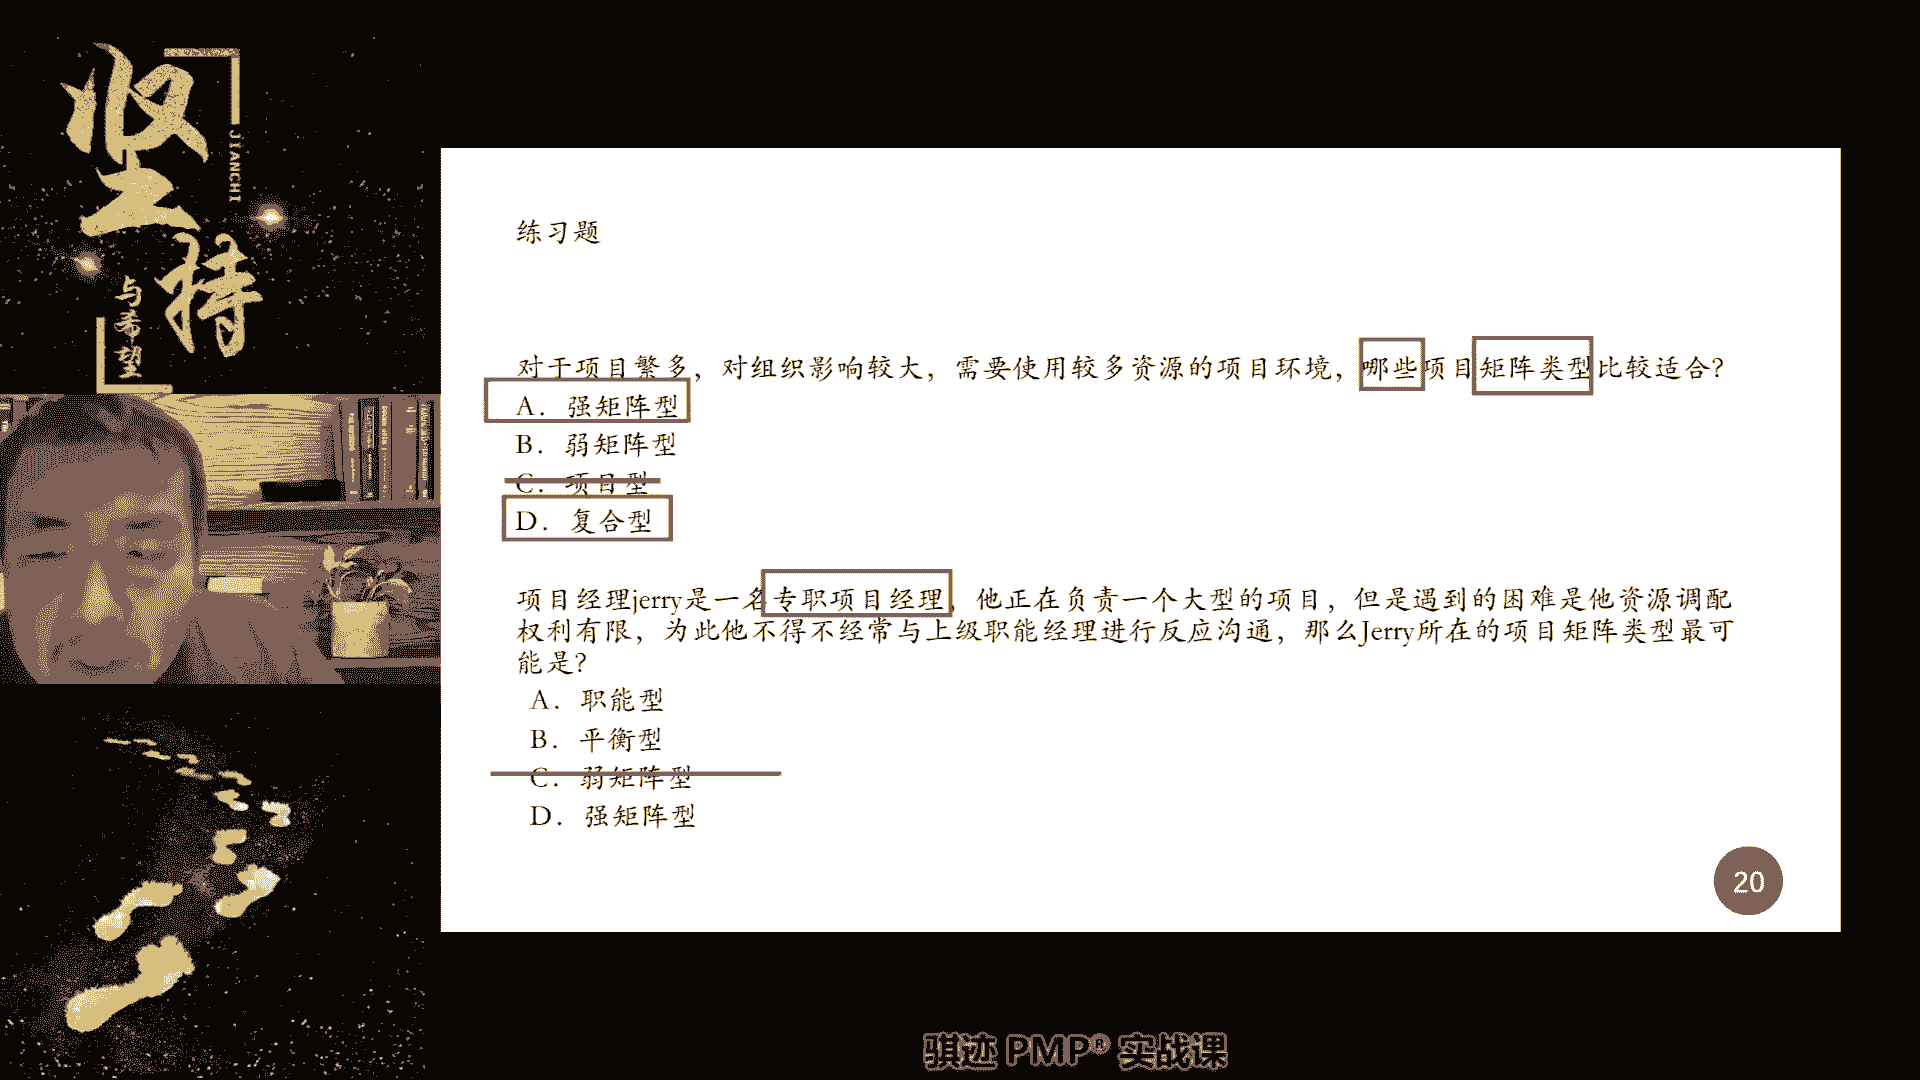 坚持
JIANCHI
与希望
练习题
对于项目繁多，对组织影响较大，需要使用较多资源的项目环境，哪些项目矩阵类型比较适合？
A. 强矩阵型
B. 弱矩阵型
C. 项目型
D. 复合型
项目经理jerry是一名专职项目经理，他正在负责一个大型的项目，但是遇到的困难是他资源调配
权利有限，为此他不得不经常与上级职能经理进行反应沟通，那么Jerry所在的项目矩阵类型最可
能是？
A. 职能型
B. 平衡型
C. 弱矩阵型
D. 强矩阵型
20
骐迹 PMP® 实战课